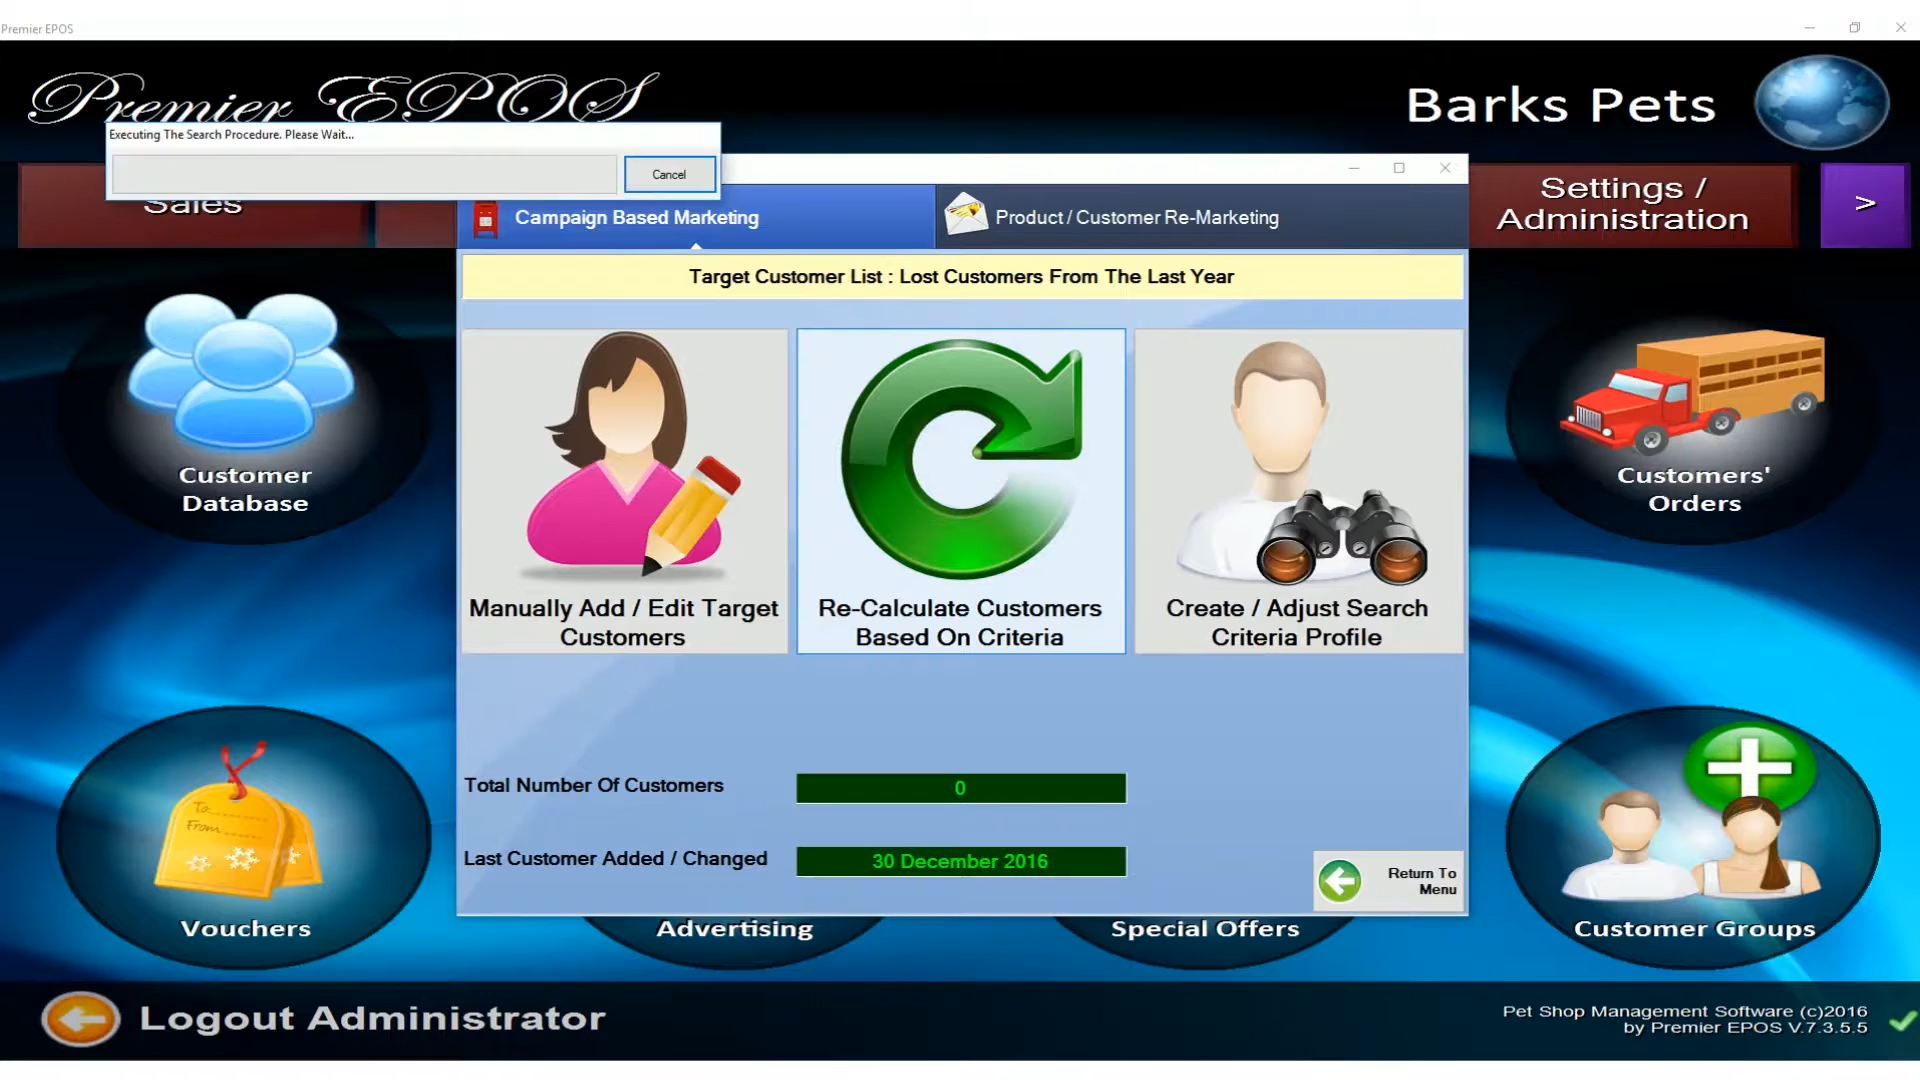 Premier EPOS
Premier EPOS
Barks Pets
Executing The Search Procedure. Please Wait...
Cancel
Sales
Campaign Based Marketing
Product / Customer Re-Marketing
Settings /
Administration
>
Target Customer List : Lost Customers From The Last Year
Customer
Database
Manually Add / Edit Target
Customers
Re-Calculate Customers
Based On Criteria
Create / Adjust Search
Criteria Profile
Customers'
Orders
Total Number Of Customers
0
Last Customer Added / Changed
30 December 2016
Return To
Menu
To
From
Vouchers
Advertising
Special Offers
Customer Groups
Logout Administrator
Pet Shop Management Software (c)2016
by Premier EPOS V.7.3.5.5